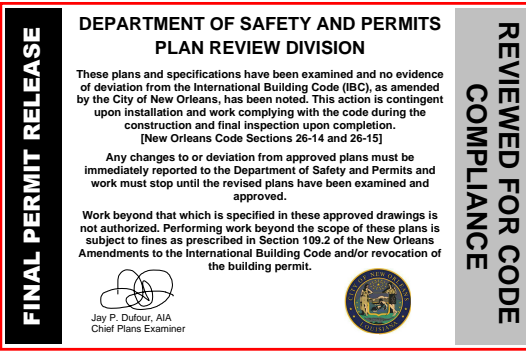 FINAL PERMIT RELEASE
DEPARTMENT OF SAFETY AND PERMITS
PLAN REVIEW DIVISION
These plans and specifications have been examined and no evidence
of deviation from the International Building Code (IBC), as amended
by the City of New Orleans, has been noted. This action is contingent
upon installation and work complying with the code during the
construction and final inspection upon completion.
[New Orleans Code Sections 26-14 and 26-15]
Any changes to or deviation from approved plans must be
immediately reported to the Department of Safety and Permits and
work must stop until the revised plans have been examined and
approved.
Work beyond that which is specified in these approved drawings is
not authorized. Performing work beyond the scope of these plans is
subject to fines as prescribed in Section 109.2 of the New Orleans
Amendments to the International Building Code and/or revocation of
the building permit.
Jay P. Dufour, AIA
Chief Plans Examiner
CITY OF NEW ORLEANS
LOUISIANA
REVIEWED FOR CODE
COMPLIANCE